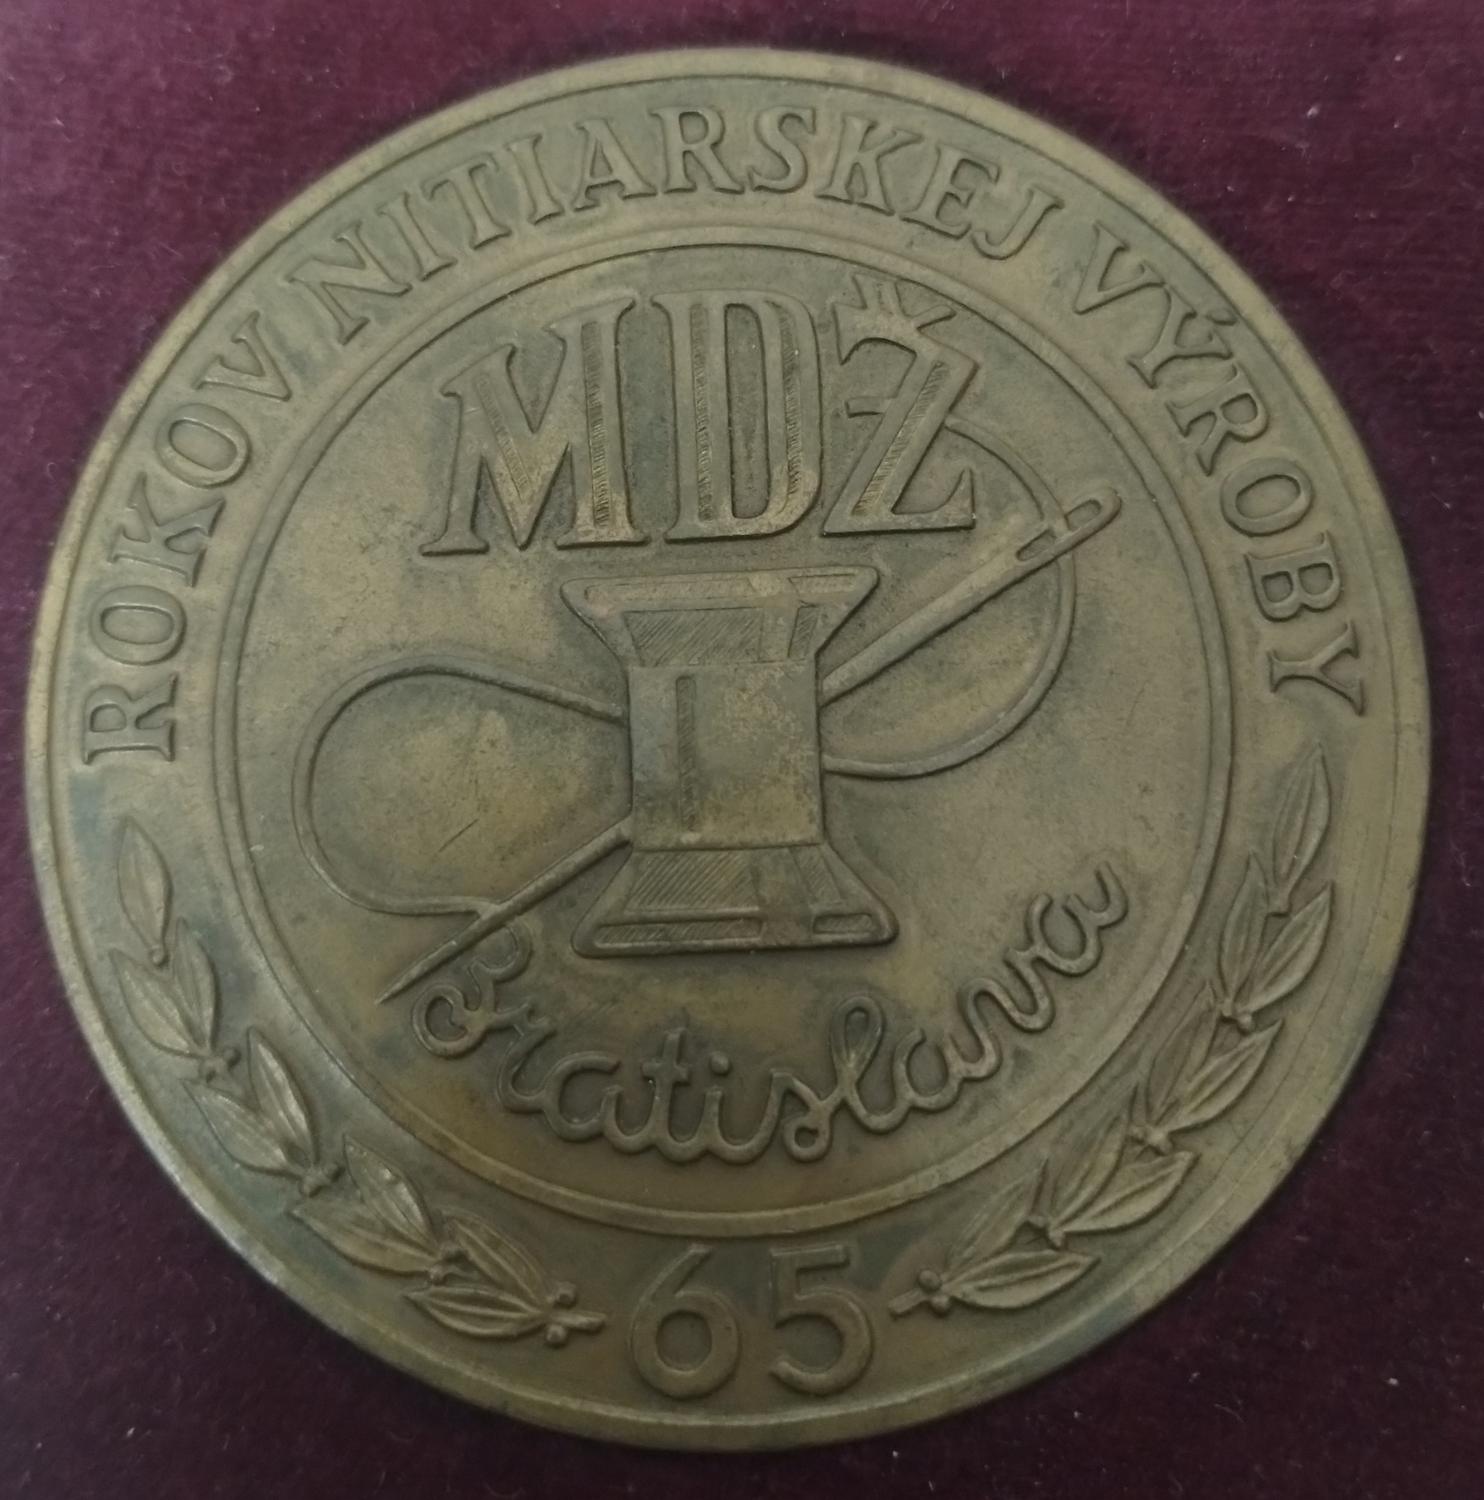 ROKOV NITIARSKEJ VÝROBY
MDŽ
Bratislava
65